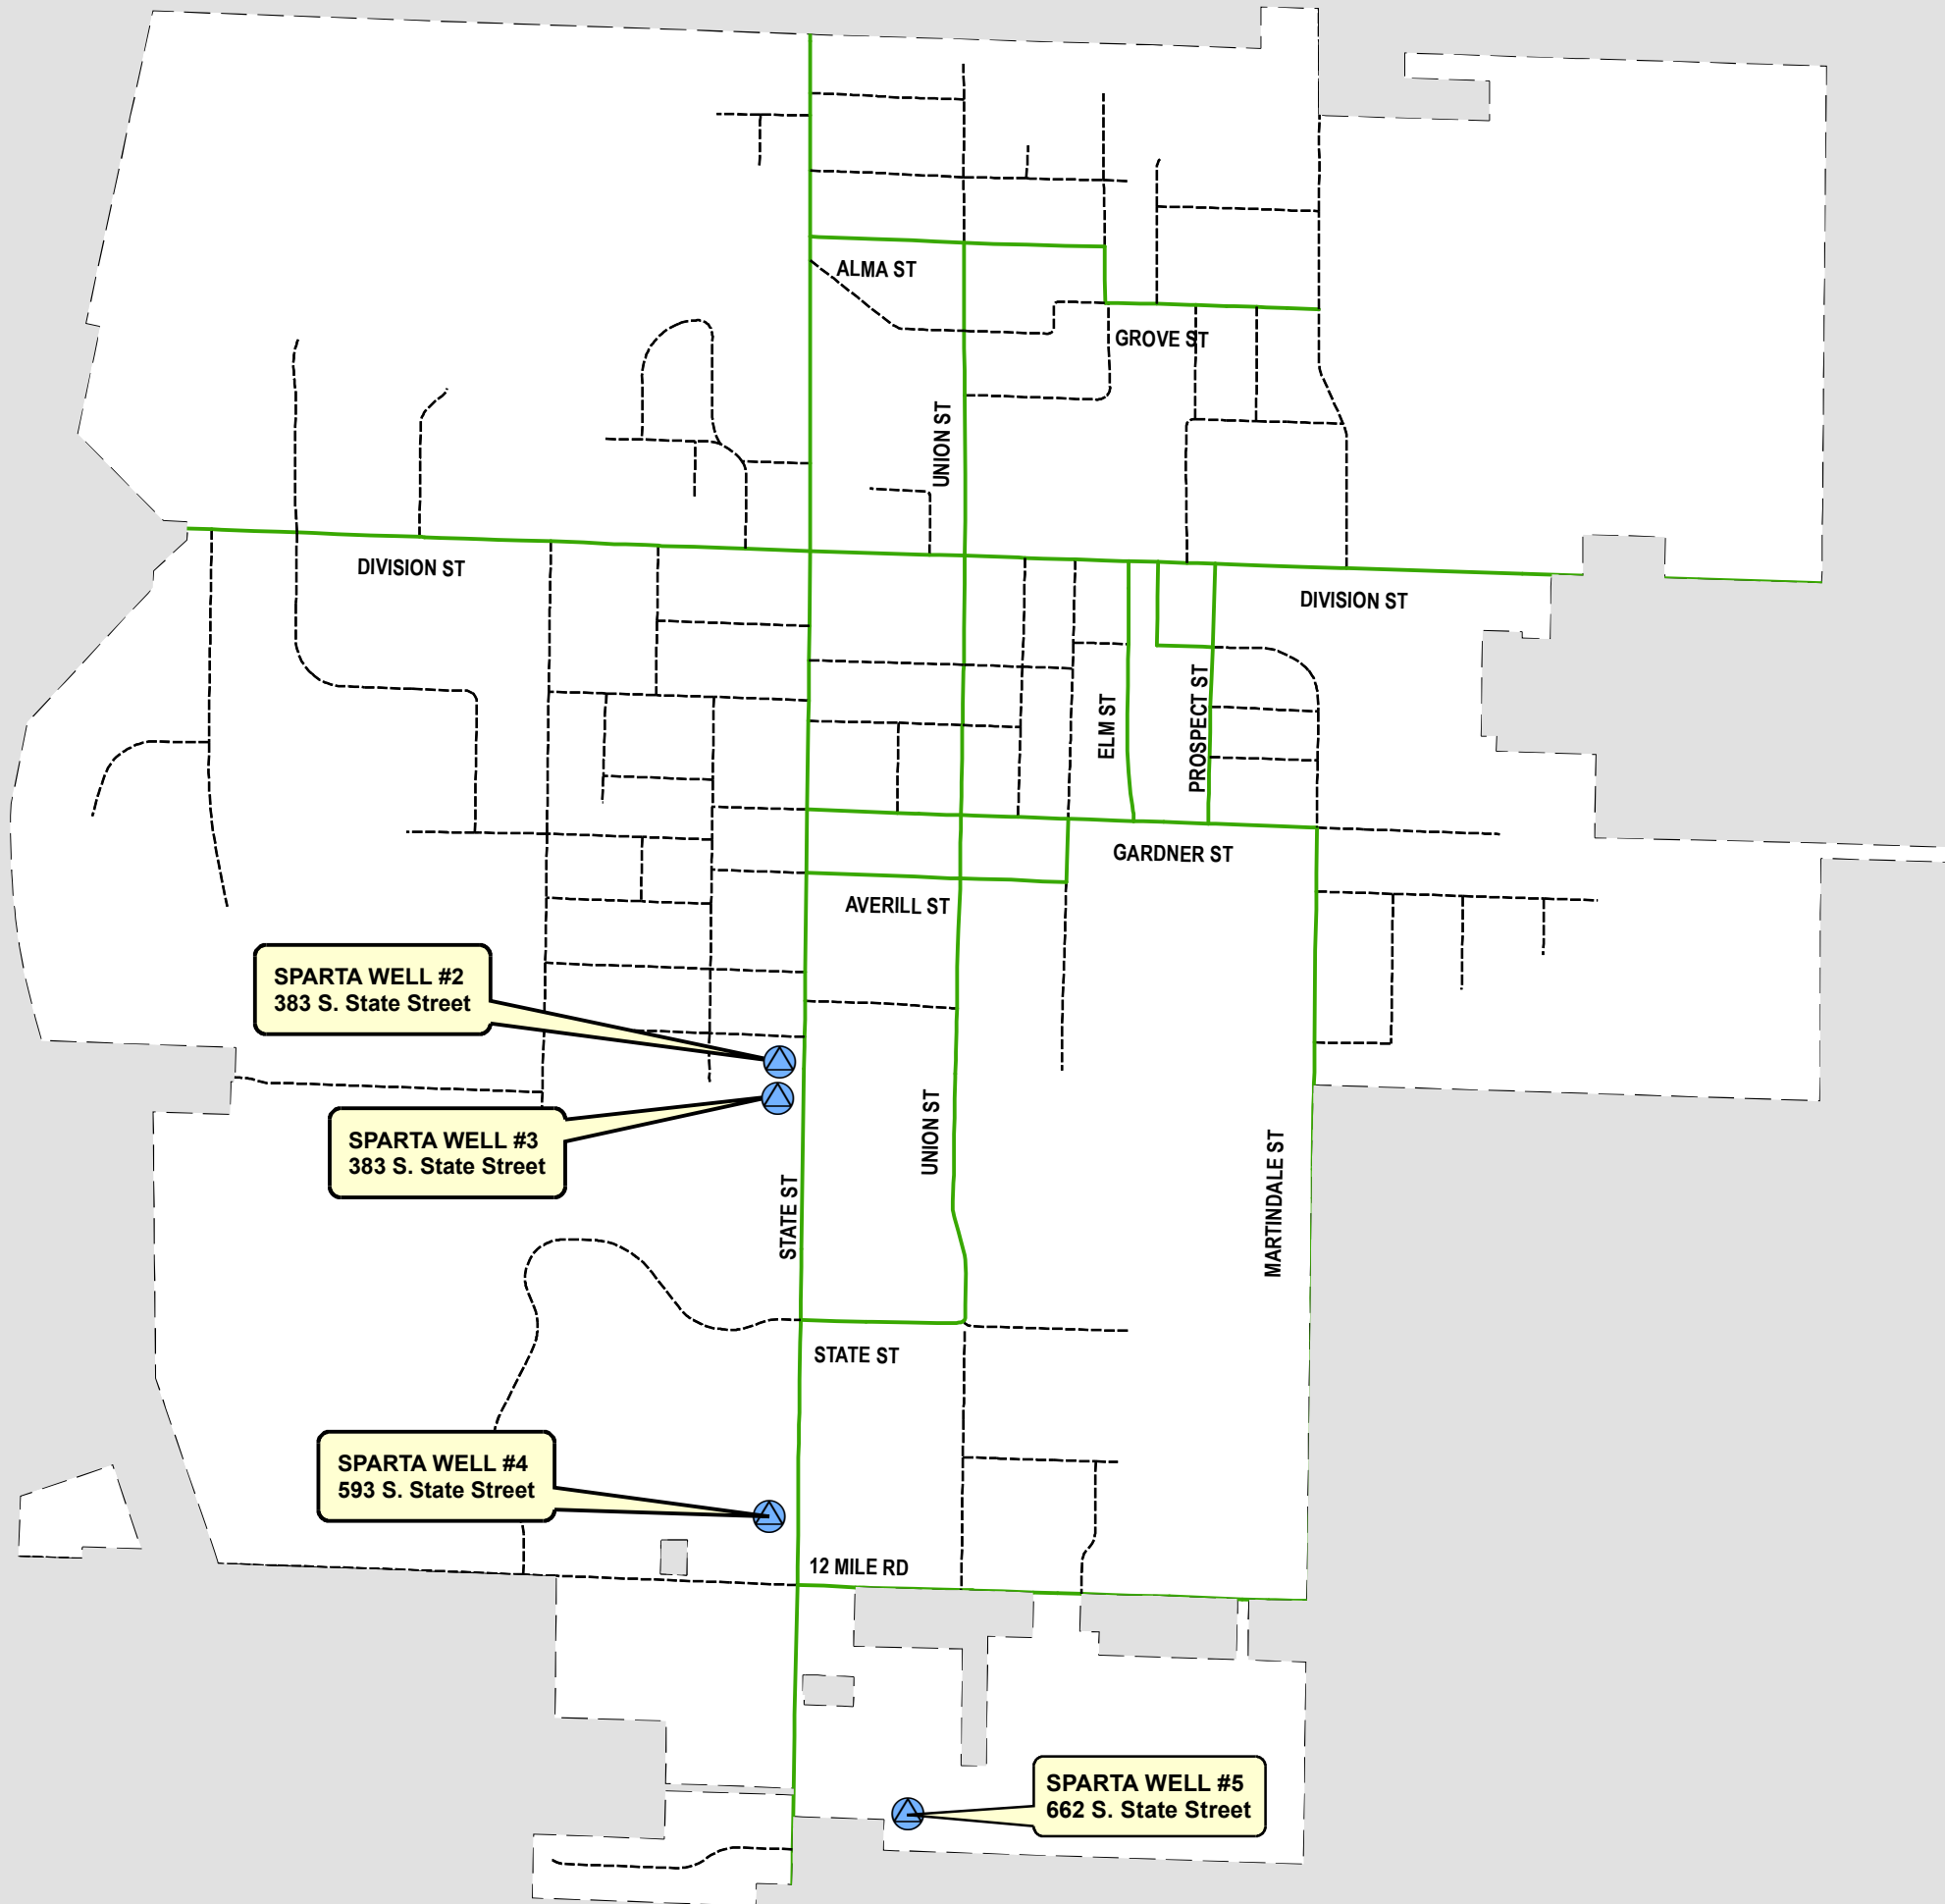 ALMA ST
GROVE ST
UNION ST
DIVISION ST
DIVISION ST
ELM ST
PROSPECT ST
GARDNER ST
AVERILL ST
SPARTA WELL #2
383 S. State Street
SPARTA WELL #3
383 S. State Street
UNION ST
STATE ST
MARTINDALE ST
STATE ST
SPARTA WELL #4
593 S. State Street
12 MILE RD
SPARTA WELL #5
662 S. State Street